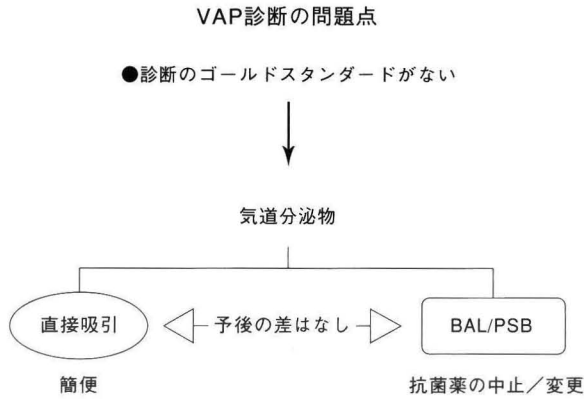 VAP診断の問題点
●診断のゴールドスタンダードがない
気道分泌物
直接吸引
予後の差はなし
BAL/PSB
簡便
抗菌薬の中止／変更